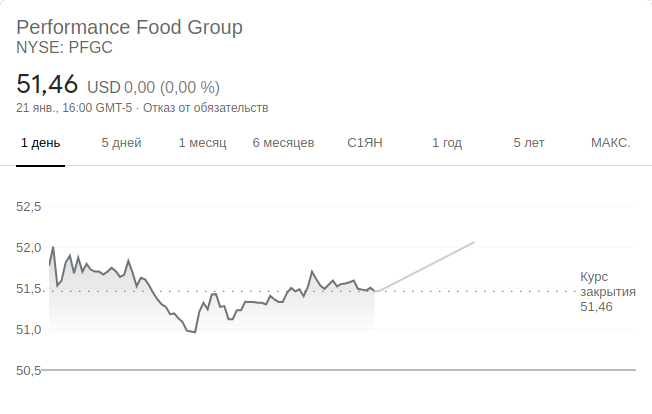 Performance Food Group
NYSE: PFGC
51,46 USD 0,00 (0,00 %)
21 янв., 16:00 GMT-5 · Отказ от обязательств
1 день 5 дней 1 месяц 6 месяцев С1ЯН 1 год 5 лет МАКС.
52,5
52,0
51,5
51,0
50,5
Курс
закрытия
51,46